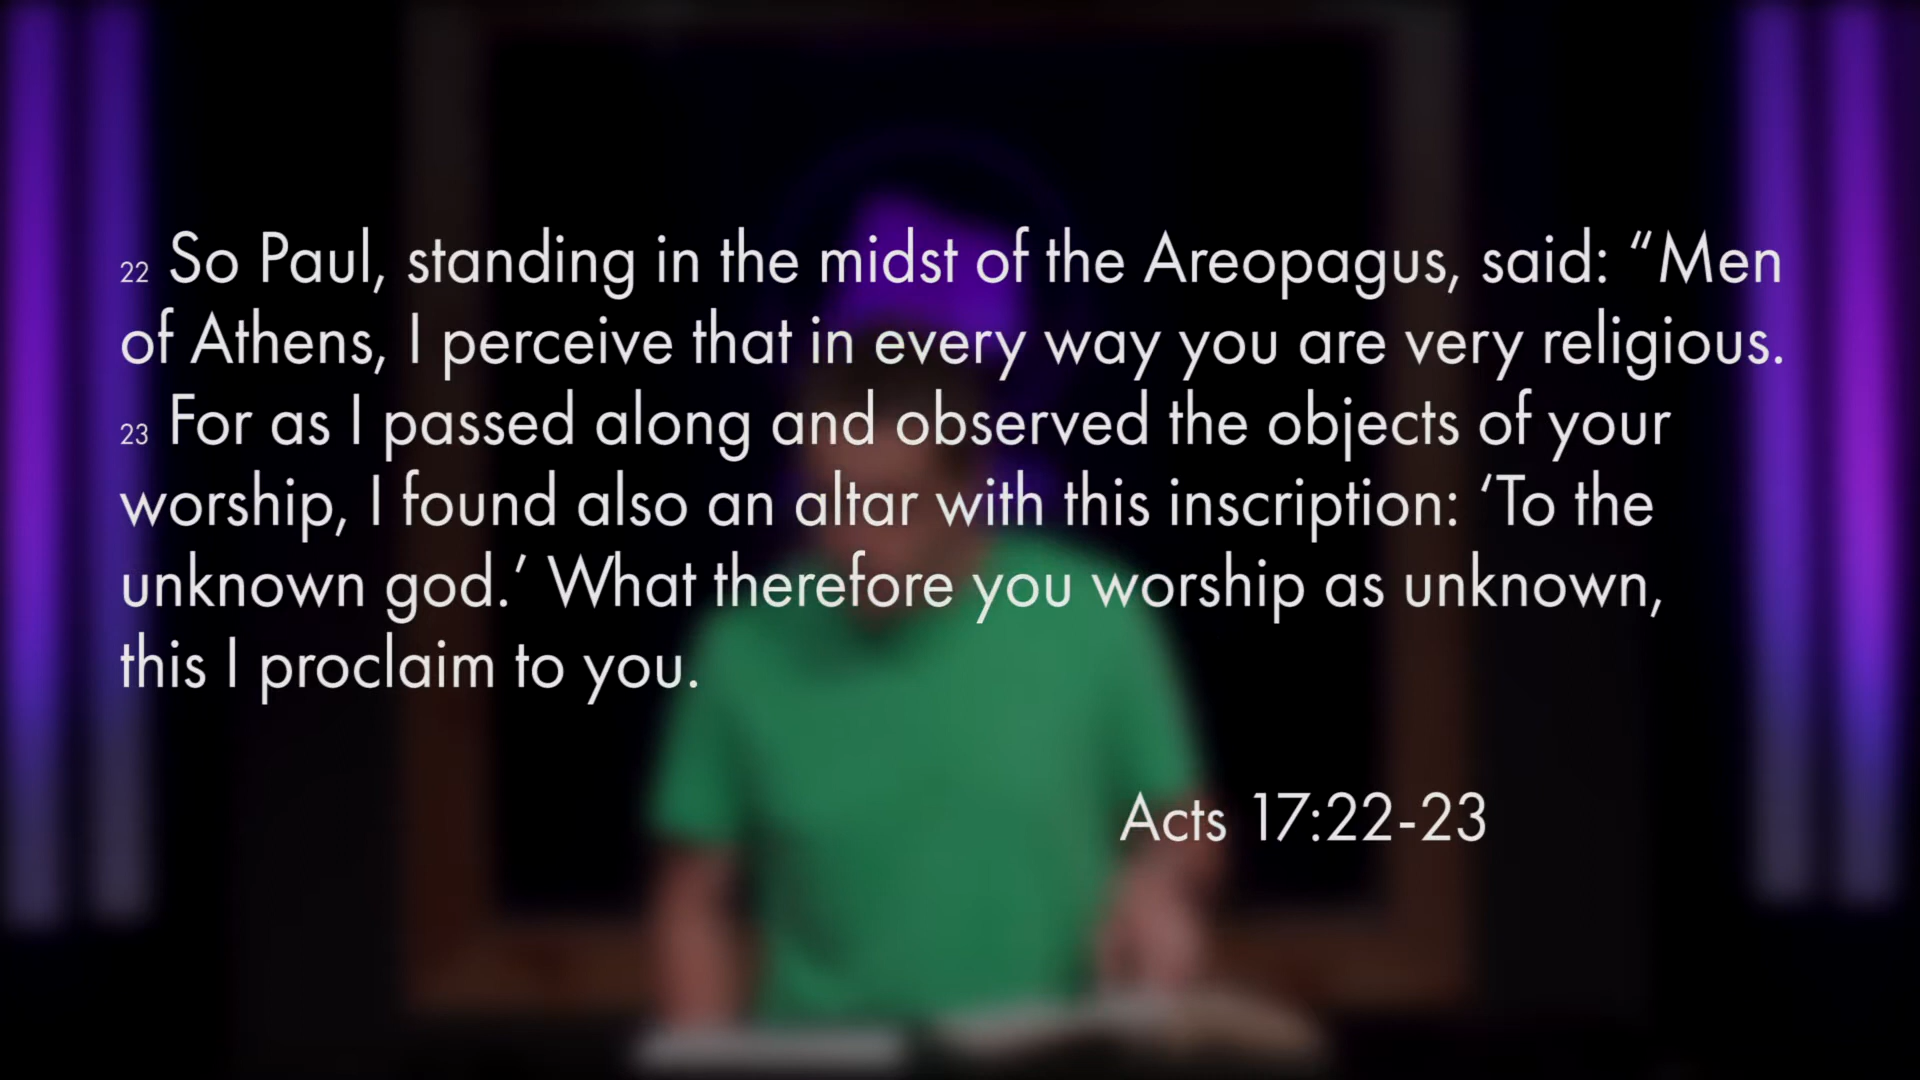 22 So Paul, standing in the midst of the Areopagus, said: “Men
of Athens, I perceive that in every way you are very religious.
23 For as I passed along and observed the objects of your
worship, I found also an altar with this inscription: ‘To the
unknown god.’ What therefore you worship as unknown,
this I proclaim to you.
Acts 17:22-23